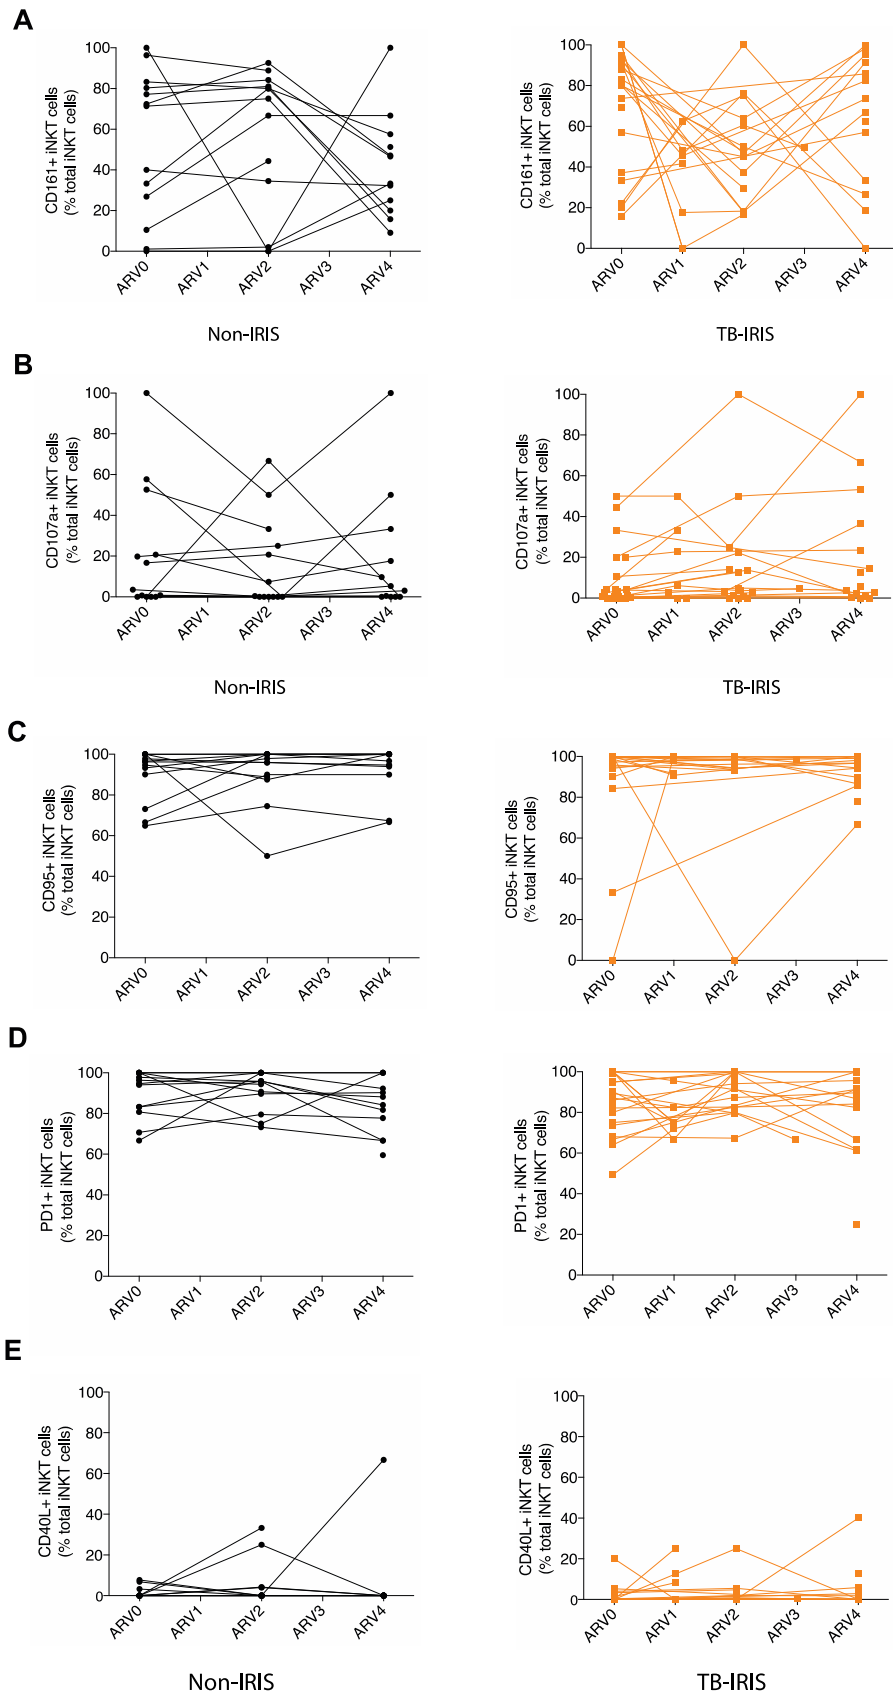 A
CD161+ iNKT cells
(% total iNKT cells)
100
80
60
40
20
0
ARV0
ARV1
ARV2
ARV3
ARV4
Non-IRIS
CD161+ iNKT cells
(% total iNKT cells)
100
80
60
40
20
0
ARV0
ARV1
ARV2
ARV3
ARV4
TB-IRIS
B
CD107a+ iNKT cells
(% total iNKT cells)
100
80
60
40
20
0
ARV0
ARV1
ARV2
ARV3
ARV4
Non-IRIS
CD107a+ iNKT cells
(% total iNKT cells)
100
80
60
40
20
0
ARV0
ARV1
ARV2
ARV3
ARV4
TB-IRIS
C
CD95+ iNKT cells
(% total iNKT cells)
100
80
60
40
20
0
ARV0
ARV1
ARV2
ARV3
ARV4
CD95+ iNKT cells
(% total iNKT cells)
100
80
60
40
20
0
ARV0
ARV1
ARV2
ARV3
ARV4
D
PD1+ iNKT cells
(% total iNKT cells)
100
80
60
40
20
0
ARV0
ARV1
ARV2
ARV3
ARV4
PD1+ iNKT cells
(% total iNKT cells)
100
80
60
40
20
0
ARV0
ARV1
ARV2
ARV3
ARV4
E
CD40L+ iNKT cells
(% total iNKT cells)
100
80
60
40
20
0
ARV0
ARV1
ARV2
ARV3
ARV4
Non-IRIS
CD40L+ iNKT cells
(% total iNKT cells)
100
80
60
40
20
0
ARV0
ARV1
ARV2
ARV3
ARV4
TB-IRIS